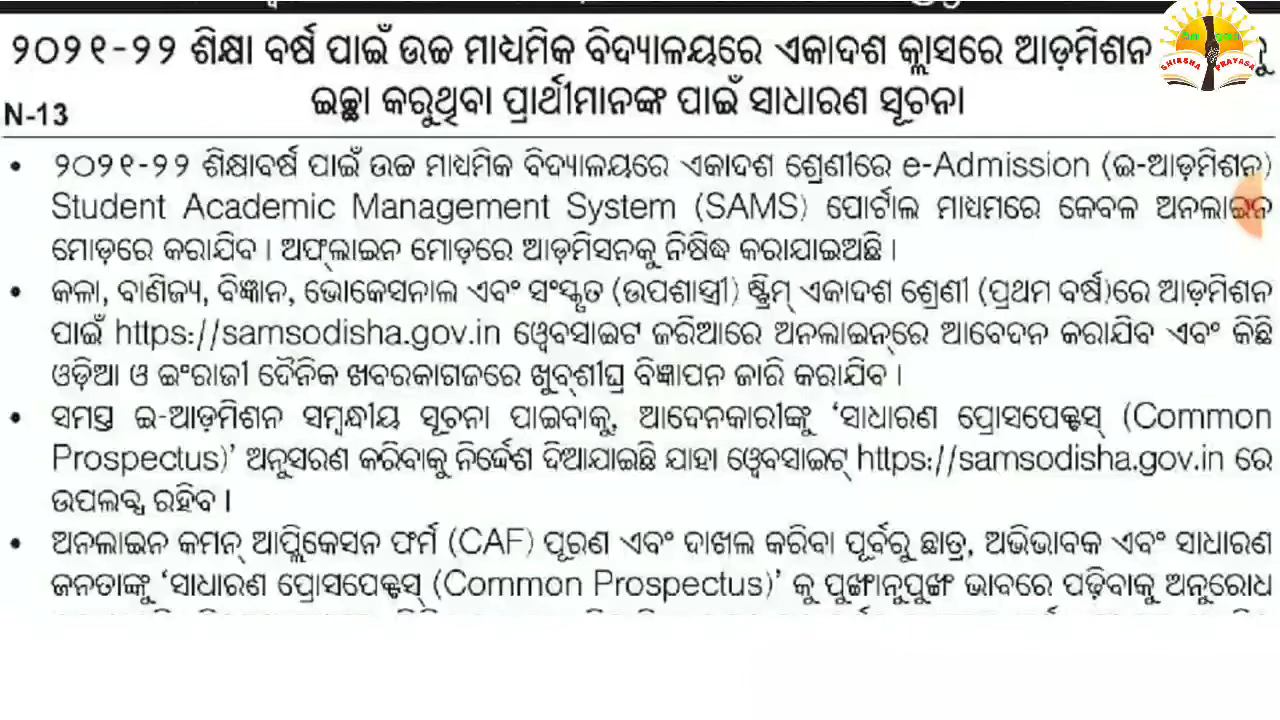 ୨୦୨୧-୨୨ ଶିକ୍ଷା ବର୍ଷ ପାଇଁ ଉଚ୍ଚ ମାଧ୍ୟମିକ ବିଦ୍ୟାଳୟରେ ଏକାଦଶ କ୍ଲାସରେ ଆଡ଼ମିଶନ
SHIKSHA PRAYASA
N-13 ଇଚ୍ଛା କରୁଥିବା ପ୍ରାର୍ଥୀମାନଙ୍କ ପାଇଁ ସାଧାରଣ ସୂଚନା
• ୨୦୨୧-୨୨ ଶିକ୍ଷାବର୍ଷ ପାଇଁ ଉଚ୍ଚ ମାଧ୍ୟମିକ ବିଦ୍ୟାଳୟରେ ଏକାଦଶ ଶ୍ରେଣୀରେ e-Admission (ଇ-ଆଡ଼ମିଶନ)
Student Academic Management System (SAMS) ପୋର୍ଟାଲ ମାଧ୍ୟମରେ କେବଳ ଅନଲାଇନ
ମୋଡ଼ରେ କରାଯିବ । ଅଫ୍‌ଲାଇନ ମୋଡ଼ରେ ଆଡ଼ମିସନକୁ ନିଷିଦ୍ଧ କରାଯାଇଅଛି ।
• କଳା, ବାଣିଜ୍ୟ, ବିଜ୍ଞାନ, ଭୋକେସନାଲ ଏବଂ ସଂସ୍କୃତ (ଉପଶାସ୍ତ୍ରୀ) ଷ୍ଟ୍ରିମ୍ ଏକାଦଶ ଶ୍ରେଣୀ (ପ୍ରଥମ ବର୍ଷ)ରେ ଆଡ଼ମିଶନ
ପାଇଁ https://samsodisha.gov.in ୱେବସାଇଟ ଜରିଆରେ ଅନଲାଇନ୍‌ରେ ଆବେଦନ କରାଯିବ ଏବଂ କିଛି
ଓଡ଼ିଆ ଓ ଇଂରାଜୀ ଦୈନିକ ଖବରକାଗଜରେ ଖୁବ୍‌ଶୀଘ୍ର ବିଜ୍ଞାପନ ଜାରି କରାଯିବ ।
• ସମସ୍ତ ଇ-ଆଡ଼ମିଶନ ସମ୍ବନ୍ଧୀୟ ସୂଚନା ପାଇବାକୁ, ଆଦେନକାରୀଙ୍କୁ ‘ସାଧାରଣ ପ୍ରୋସପେକ୍ଟସ୍ (Common
Prospectus)’ ଅନୁସରଣ କରିବାକୁ ନିର୍ଦ୍ଦେଶ ଦିଆଯାଇଛି ଯାହା ୱେବସାଇଟ୍ https://samsodisha.gov.in ରେ
ଉପଲବ୍ଧ ରହିବ ।
• ଅନଲାଇନ କମନ୍ ଆପ୍ଲିକେସନ ଫର୍ମ (CAF) ପୂରଣ ଏବଂ ଦାଖଲ କରିବା ପୂର୍ବରୁ ଛାତ୍ର, ଅଭିଭାବକ ଏବଂ ସାଧାରଣ
ଜନତାଙ୍କୁ ‘ସାଧାରଣ ପ୍ରୋସପେକ୍ଟସ୍ (Common Prospectus)’ କୁ ପୁଙ୍ଖାନୁପୁଙ୍ଖ ଭାବରେ ପଢ଼ିବାକୁ ଅନୁରୋଧ